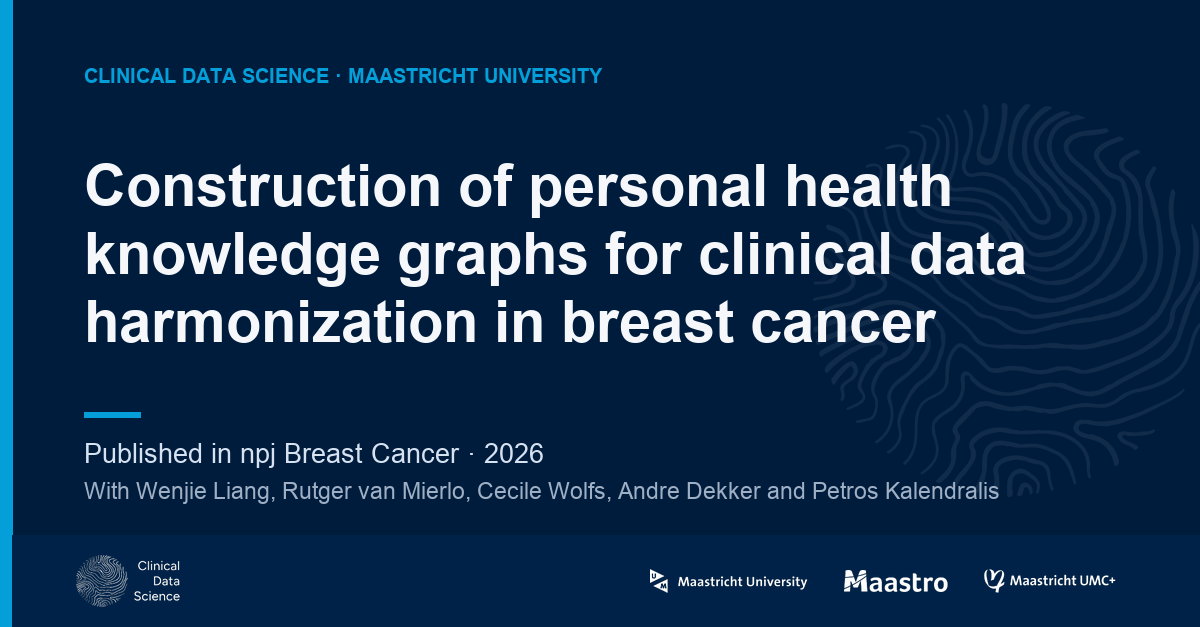 CLINICAL DATA SCIENCE · MAASTRICHT UNIVERSITY
Construction of personal health
knowledge graphs for clinical data
harmonization in breast cancer
Published in npj Breast Cancer · 2026
With Wenjie Liang, Rutger van Mierlo, Cecile Wolfs, Andre Dekker and Petros Kalendralis
Clinical
Data
Science
UM Maastricht University
Maastro
Maastricht UMC+